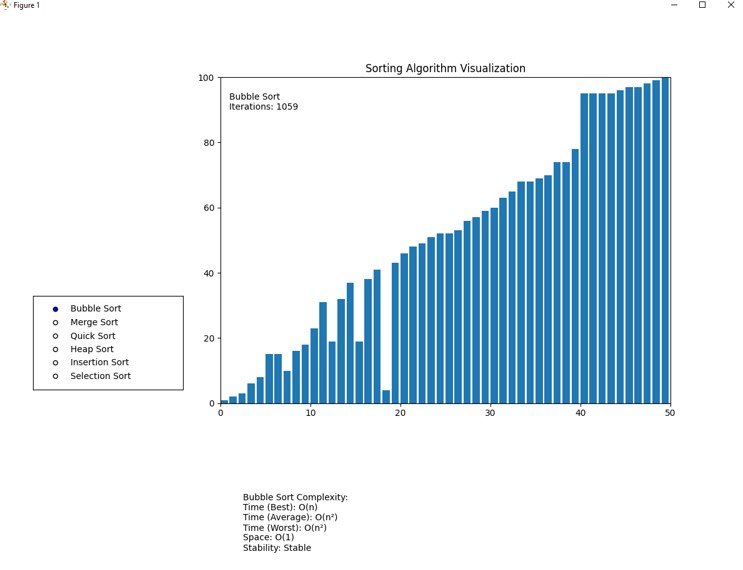 Figure 1
Sorting Algorithm Visualization
Bubble Sort
Iterations: 1059
100
80
60
40
20
0
0 10 20 30 40 50
Bubble Sort
Merge Sort
Quick Sort
Heap Sort
Insertion Sort
Selection Sort
Bubble Sort Complexity:
Time (Best): O(n)
Time (Average): O(n²)
Time (Worst): O(n²)
Space: O(1)
Stability: Stable